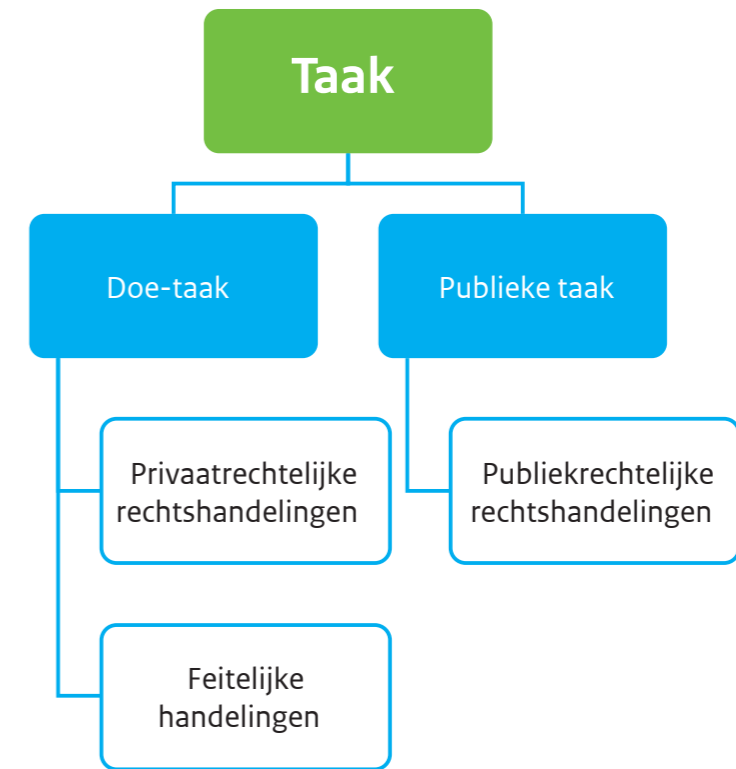 Taak
Doe-taak
Publieke taak
Privaatrechtelijke
rechtshandelingen
Publiekrechtelijke
rechtshandelingen
Feitelijke
handelingen